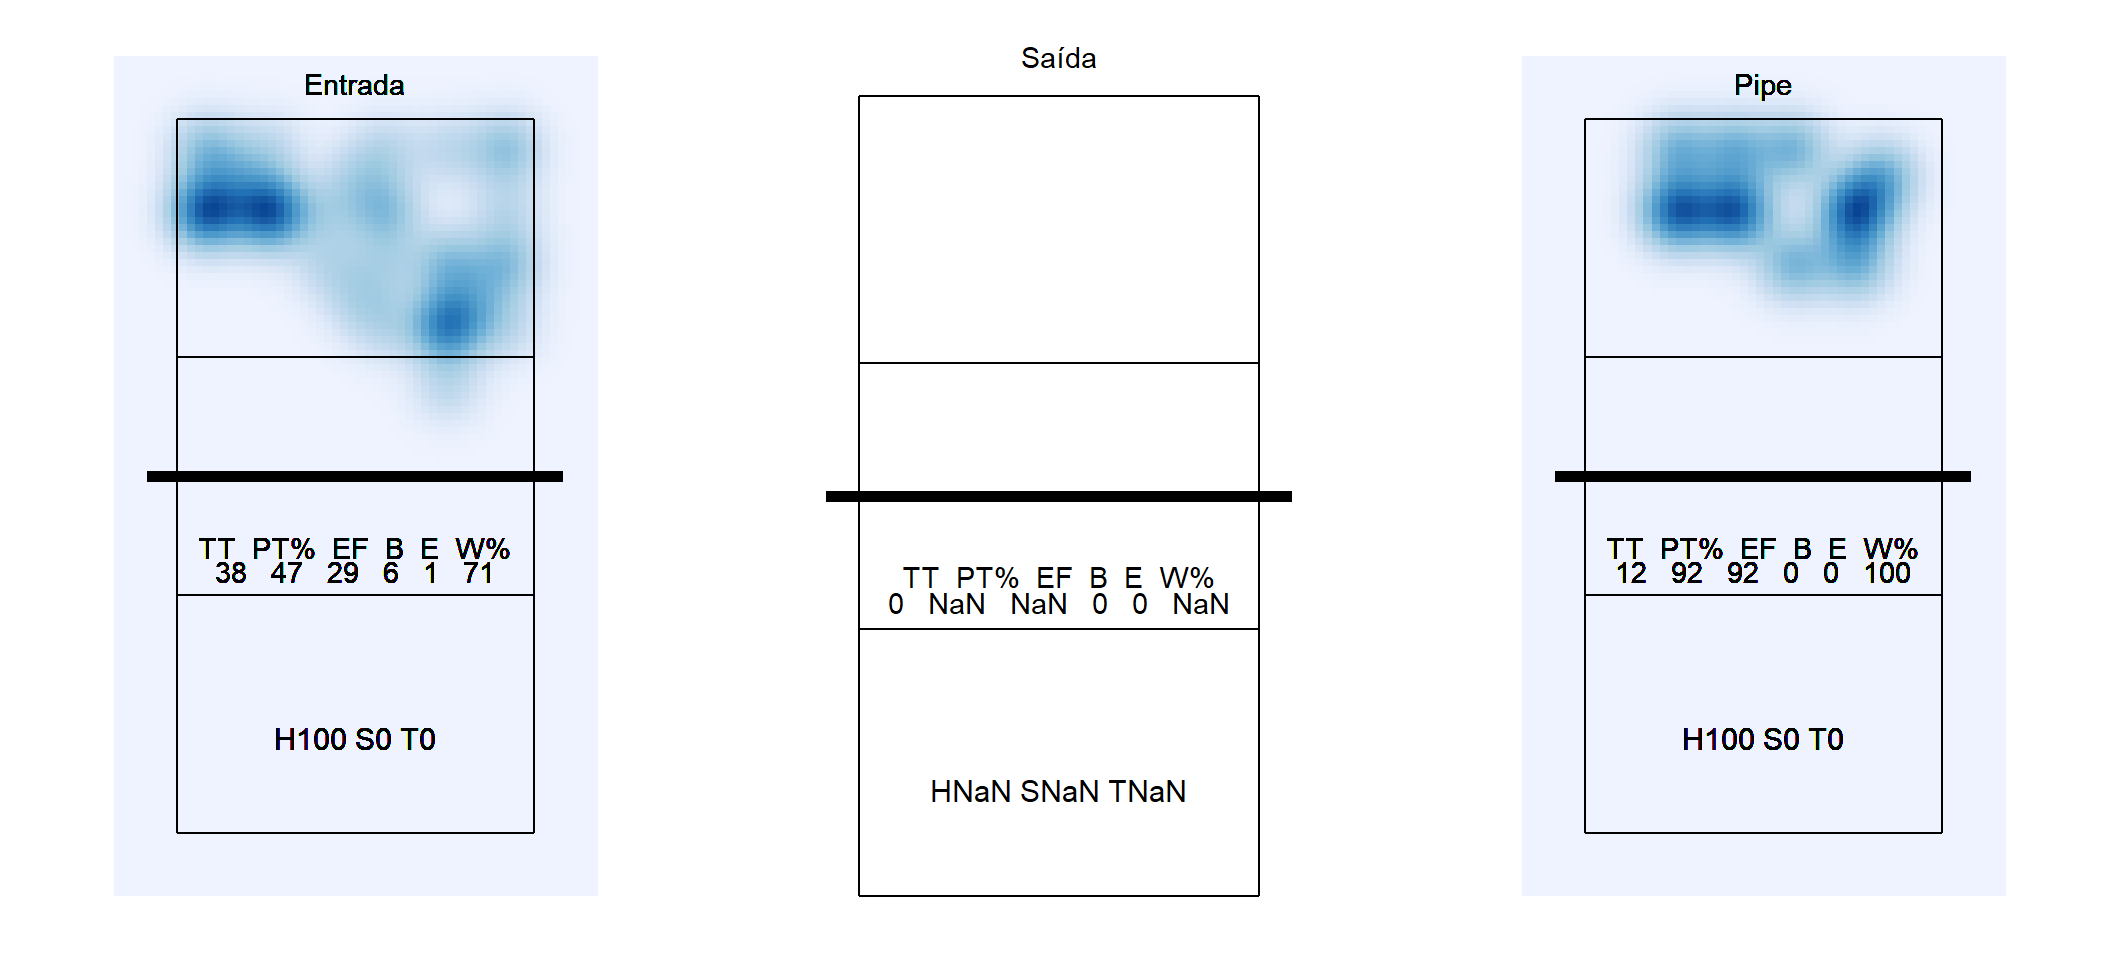 Entrada
TT PT% EF B E W%
38 47 29 6 1 71
H100 S0 T0
Saída
TT PT% EF B E W%
0 NaN NaN 0 0 NaN
HNaN SNaN TNaN
Pipe
TT PT% EF B E W%
12 92 92 0 0 100
H100 S0 T0